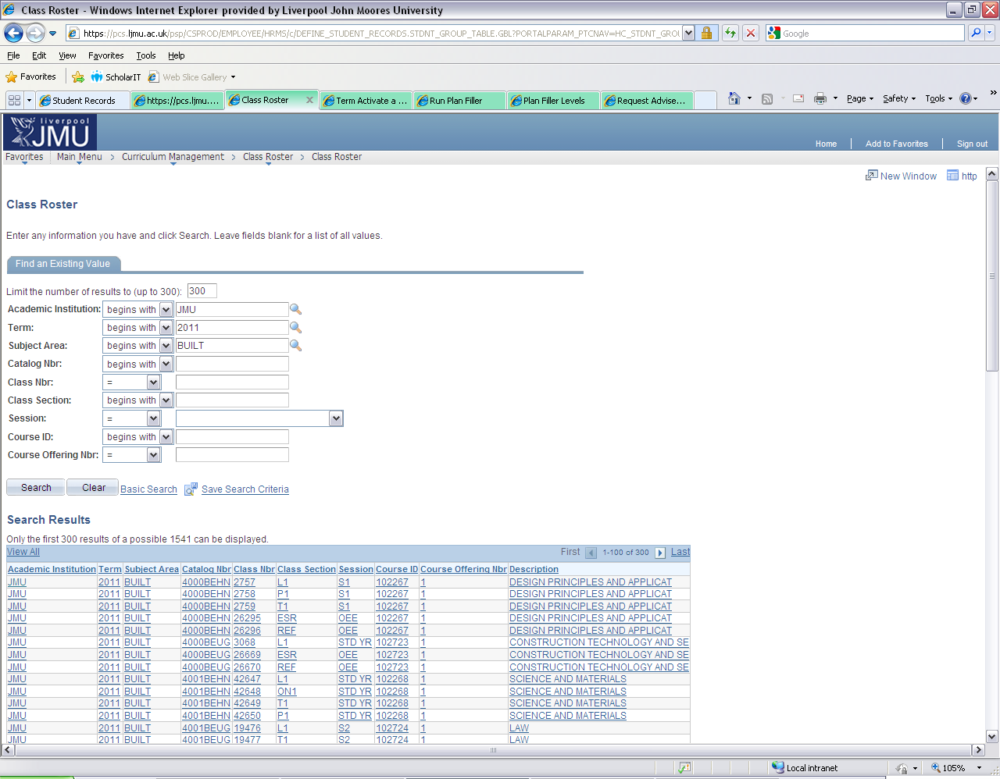 Class Roster - Windows Internet Explorer provided by Liverpool John Moores University
https://pcs.ljmu.ac.uk/psp/CSPROD/EMPLOYEE/HRMS/c/DEFINE_STUDENT_RECORDS.STDNT_GROUP_TABLE.GBL?PORTALPARAM_PTCNAV=HC_STDNT_GROU Google
File Edit View Favorites Tools Help
Favorites ScholarIT Web Slice Gallery
Student Records https://pcs.ljmu.... Class Roster Term Activate a ... Run Plan Filler Plan Filler Levels Request Advise... Page Safety Tools
liverpool
JMU
Home Add to Favorites Sign out
Favorites Main Menu > Curriculum Management > Class Roster > Class Roster
New Window http
Class Roster
Enter any information you have and click Search. Leave fields blank for a list of all values.
Find an Existing Value
Limit the number of results to (up to 300): 300
Academic Institution: begins with JMU
Term: begins with 2011
Subject Area: begins with BUILT
Catalog Nbr: begins with
Class Nbr: =
Class Section: begins with
Session: =
Course ID: begins with
Course Offering Nbr: =
Search Clear Basic Search Save Search Criteria
Search Results
Only the first 300 results of a possible 1541 can be displayed.
View All First 1-100 of 300 Last
Academic Institution Term Subject Area Catalog Nbr Class Nbr Class Section Session Course ID Course Offering Nbr Description
JMU 2011 BUILT 4000BEHN 2757 L1 S1 102267 1 DESIGN PRINCIPLES AND APPLICAT
JMU 2011 BUILT 4000BEHN 2758 P1 S1 102267 1 DESIGN PRINCIPLES AND APPLICAT
JMU 2011 BUILT 4000BEHN 2759 T1 S1 102267 1 DESIGN PRINCIPLES AND APPLICAT
JMU 2011 BUILT 4000BEHN 26295 ESR OEE 102267 1 DESIGN PRINCIPLES AND APPLICAT
JMU 2011 BUILT 4000BEHN 26296 REF OEE 102267 1 DESIGN PRINCIPLES AND APPLICAT
JMU 2011 BUILT 4000BEUG 3068 L1 STD YR 102723 1 CONSTRUCTION TECHNOLOGY AND SE
JMU 2011 BUILT 4000BEUG 26669 ESR OEE 102723 1 CONSTRUCTION TECHNOLOGY AND SE
JMU 2011 BUILT 4000BEUG 26670 REF OEE 102723 1 CONSTRUCTION TECHNOLOGY AND SE
JMU 2011 BUILT 4001BEHN 42647 L1 STD YR 102268 1 SCIENCE AND MATERIALS
JMU 2011 BUILT 4001BEHN 42648 ON1 STD YR 102268 1 SCIENCE AND MATERIALS
JMU 2011 BUILT 4001BEHN 42649 T1 STD YR 102268 1 SCIENCE AND MATERIALS
JMU 2011 BUILT 4001BEHN 42650 P1 STD YR 102268 1 SCIENCE AND MATERIALS
JMU 2011 BUILT 4001BEUG 19476 L1 S2 102724 1 LAW
JMU 2011 BUILT 4001BEUG 19477 T1 S2 102724 1 LAW
Local intranet 105%